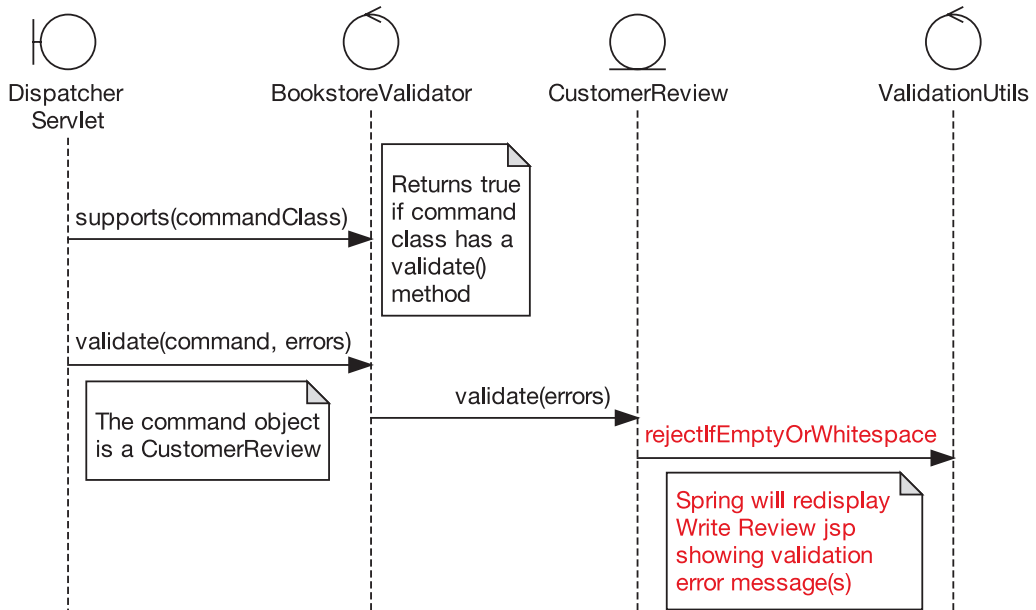 Dispatcher
Servlet
BookstoreValidator
CustomerReview
ValidationUtils
Returns true
if command
class has a
validate()
method
supports(commandClass)
validate(command, errors)
The command object
is a CustomerReview
validate(errors)
rejectIfEmptyOrWhitespace
Spring will redisplay
Write Review jsp
showing validation
error message(s)